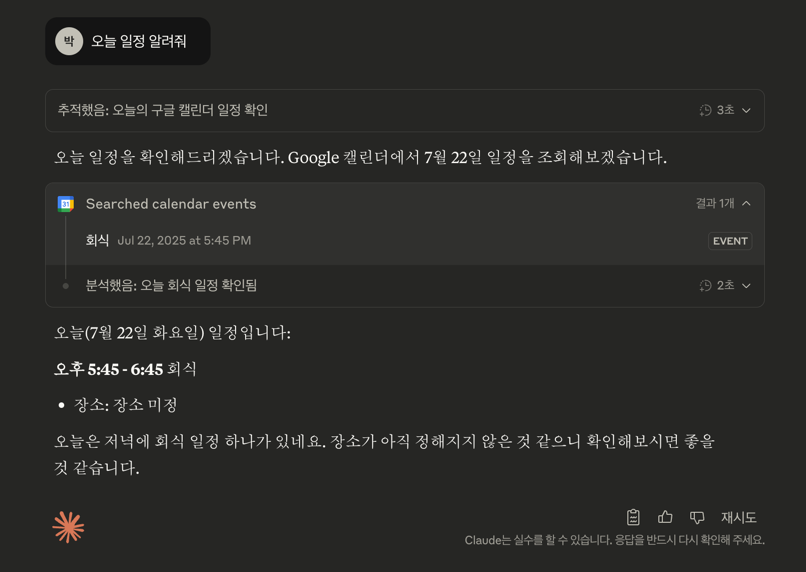 박 오늘 일정 알려줘
추적했음: 오늘의 구글 캘린더 일정 확인 3초
오늘 일정을 확인해드리겠습니다. Google 캘린더에서 7월 22일 일정을 조회해보겠습니다.
31 Searched calendar events 결과 1개
회식 Jul 22, 2025 at 5:45 PM EVENT
분석했음: 오늘 회식 일정 확인됨 2초
오늘(7월 22일 화요일) 일정입니다:
오후 5:45 - 6:45 회식
• 장소: 장소 미정
오늘은 저녁에 회식 일정 하나가 있네요. 장소가 아직 정해지지 않은 것 같으니 확인해보시면 좋을
것 같습니다.
재시도
Claude는 실수를 할 수 있습니다. 응답을 반드시 다시 확인해 주세요.